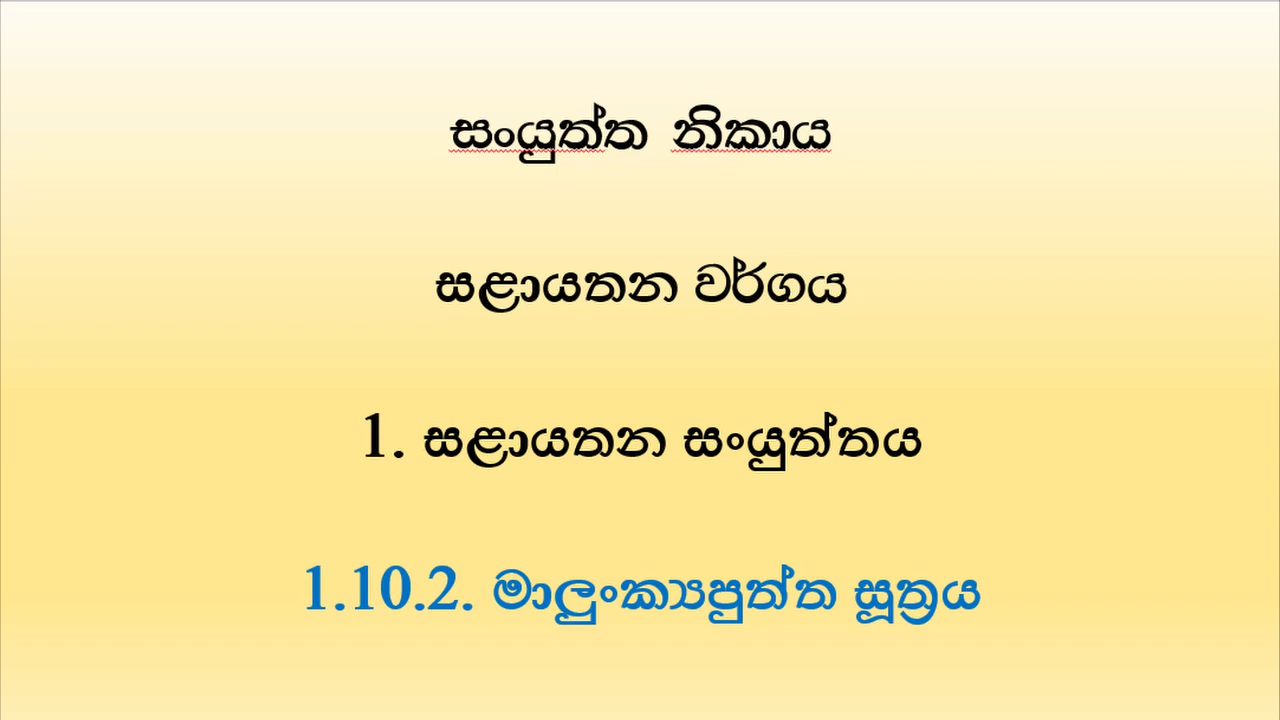 සංයුත්ත නිකාය
සළායතන වර්ගය
1. සළායතන සංයුත්තය
1.10.2. මාලුංක්‍යපුත්ත සූත්‍රය